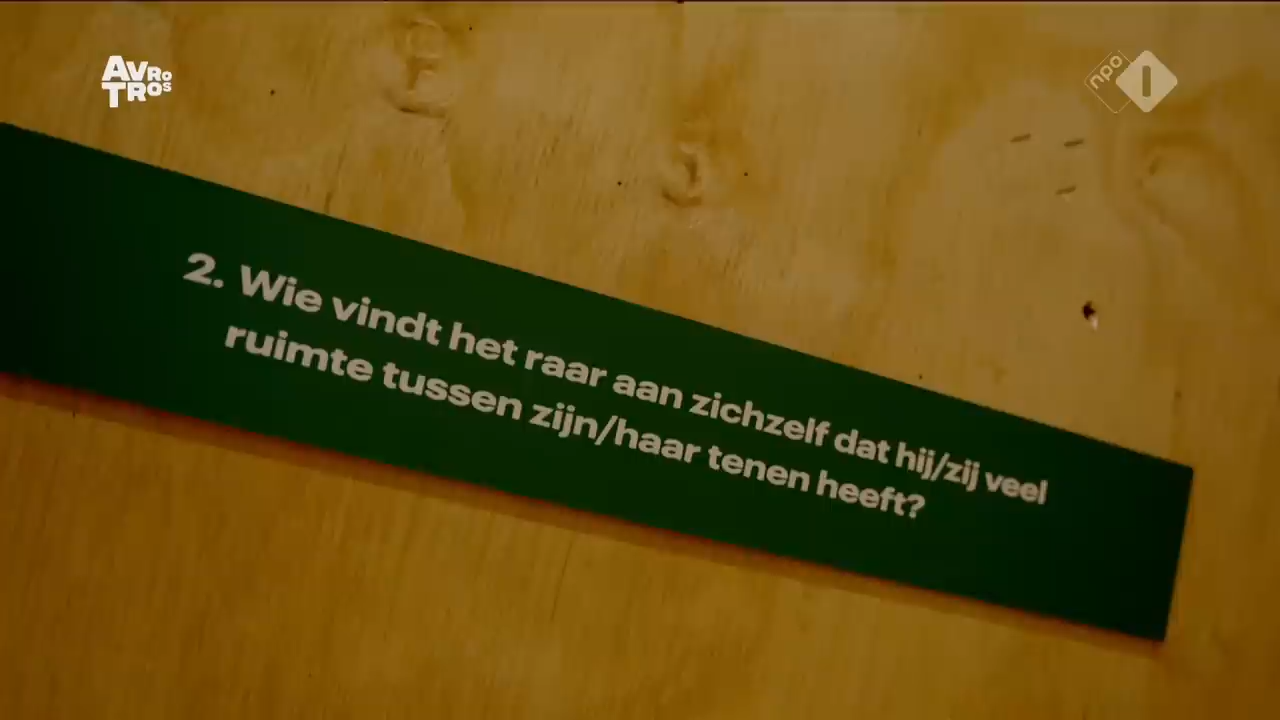 AVRO
TROS
npo
1
2. Wie vindt het raar aan zichzelf dat hij/zij veel
ruimte tussen zijn/haar tenen heeft?